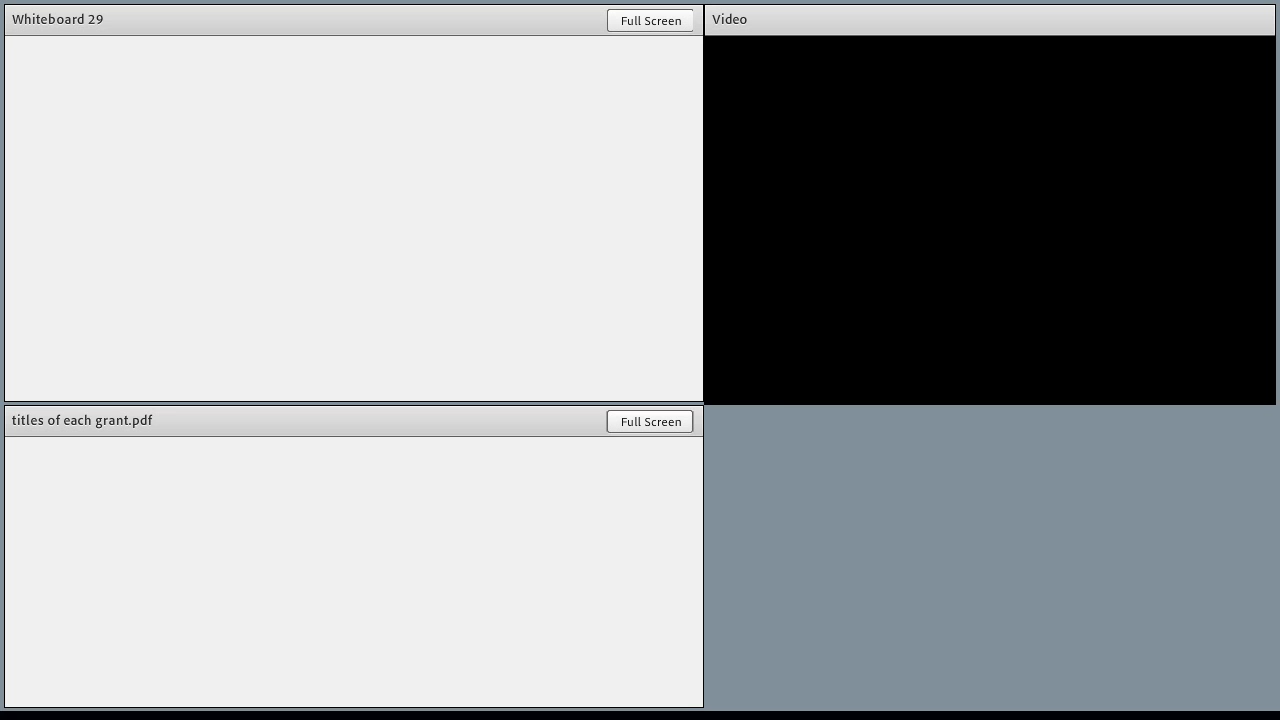 Whiteboard 29
Full Screen
Video
titles of each grant.pdf
Full Screen